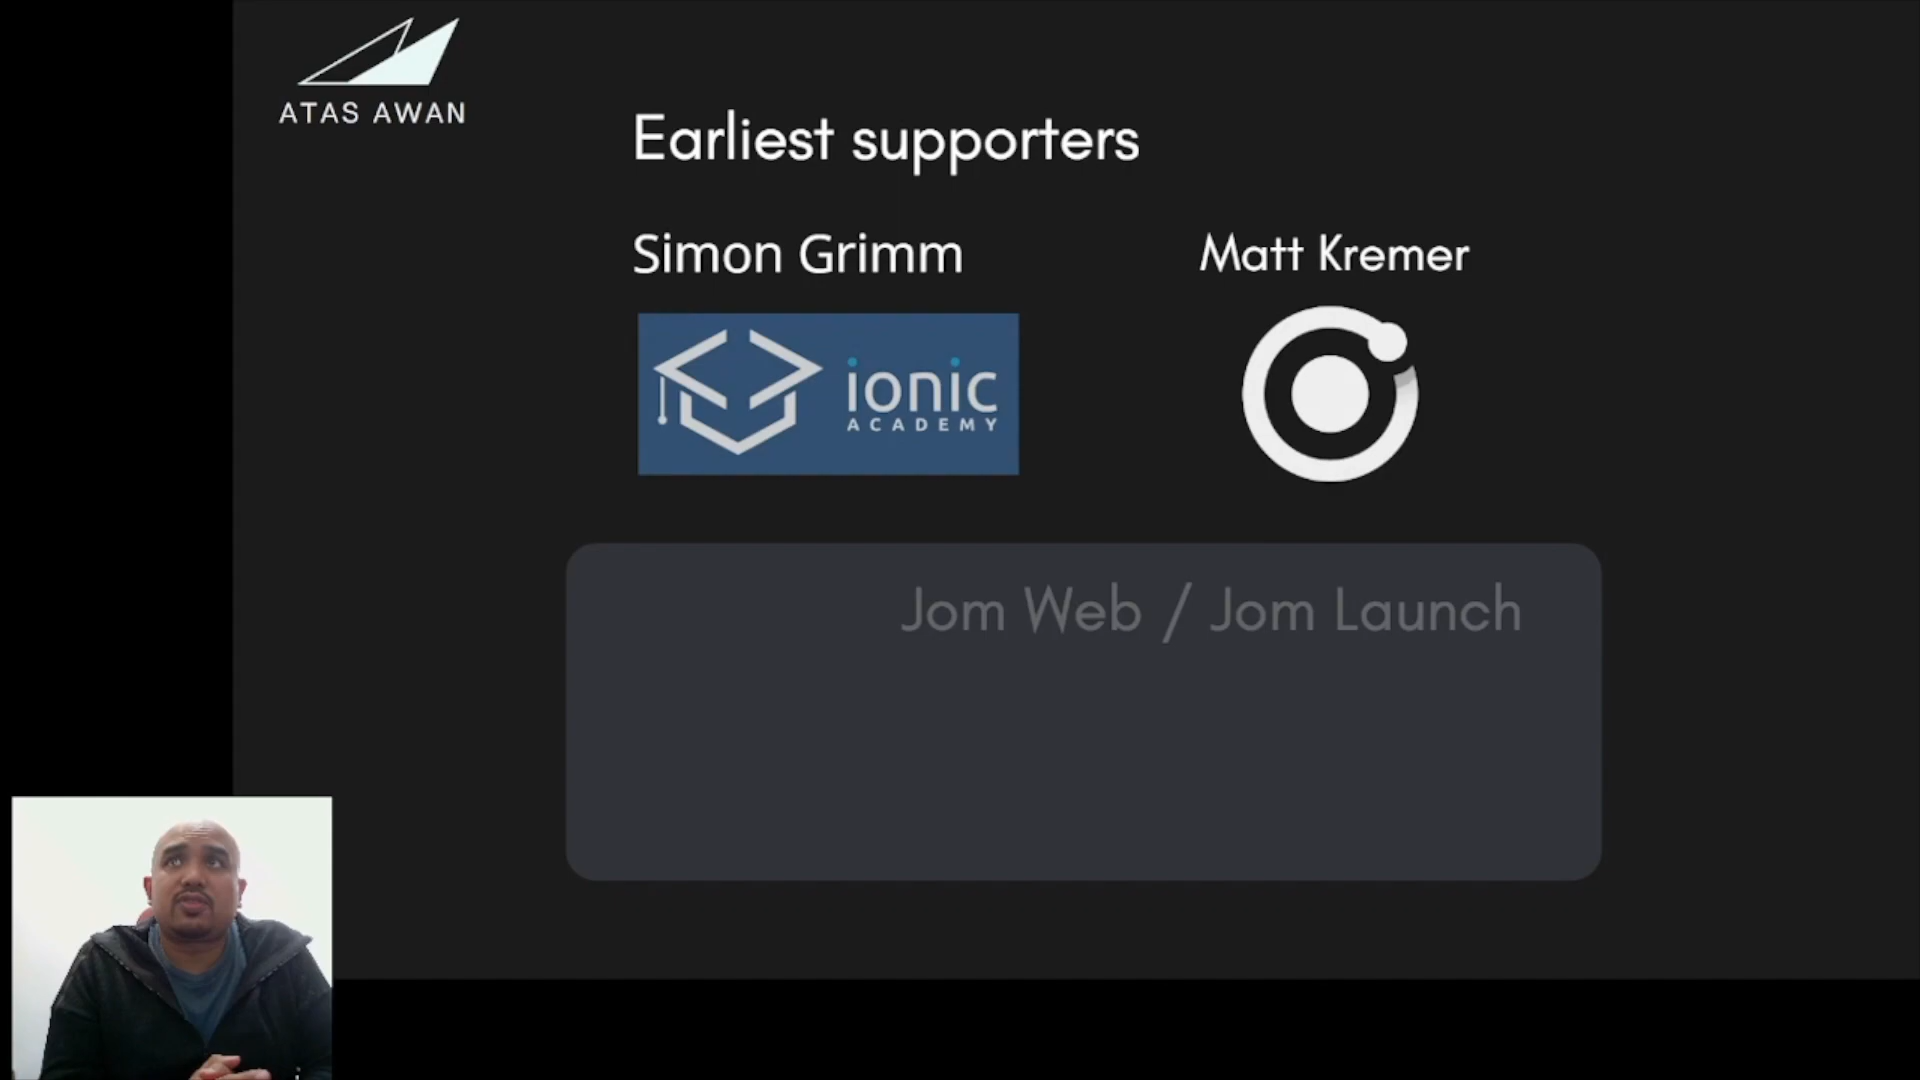 ATAS AWAN
Earliest supporters
Simon Grimm
Matt Kremer
ionic
ACADEMY
Jom Web / Jom Launch